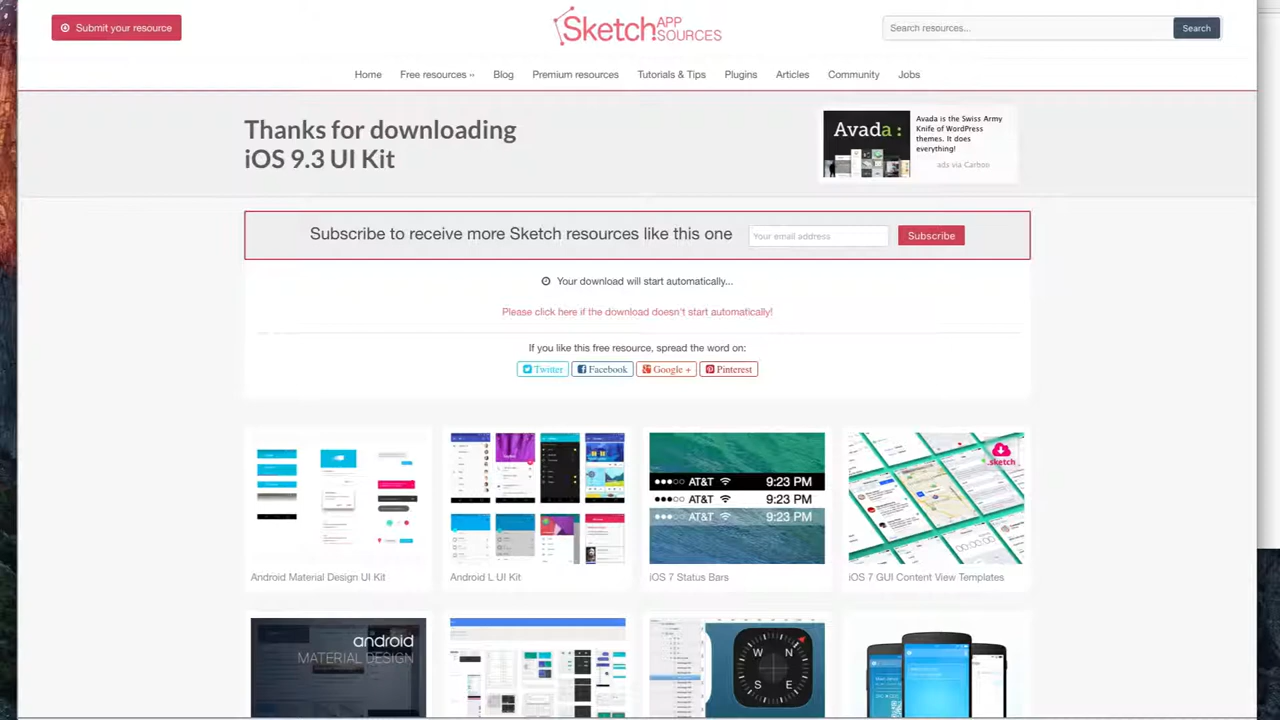 Submit your resource
Sketch APP SOURCES
Search resources...
Search
Home
Free resources
Blog
Premium resources
Tutorials & Tips
Plugins
Articles
Community
Jobs
Thanks for downloading
iOS 9.3 UI Kit
Avada :
Avada is the Swiss Army
Knife of WordPress
themes. It does
everything!
ads via Carbon
Subscribe to receive more Sketch resources like this one
Your email address
Subscribe
Your download will start automatically...
Please click here if the download doesn't start automatically!
If you like this free resource, spread the word on:
Twitter
Facebook
Google +
Pinterest
AT&T 9:23 PM
AT&T 9:23 PM
AT&T 9:23 PM
.sketch
Android Material Design UI Kit
Android L UI Kit
iOS 7 Status Bars
iOS 7 GUI Content View Templates
android
MATERIAL DESIGN
W N
S E